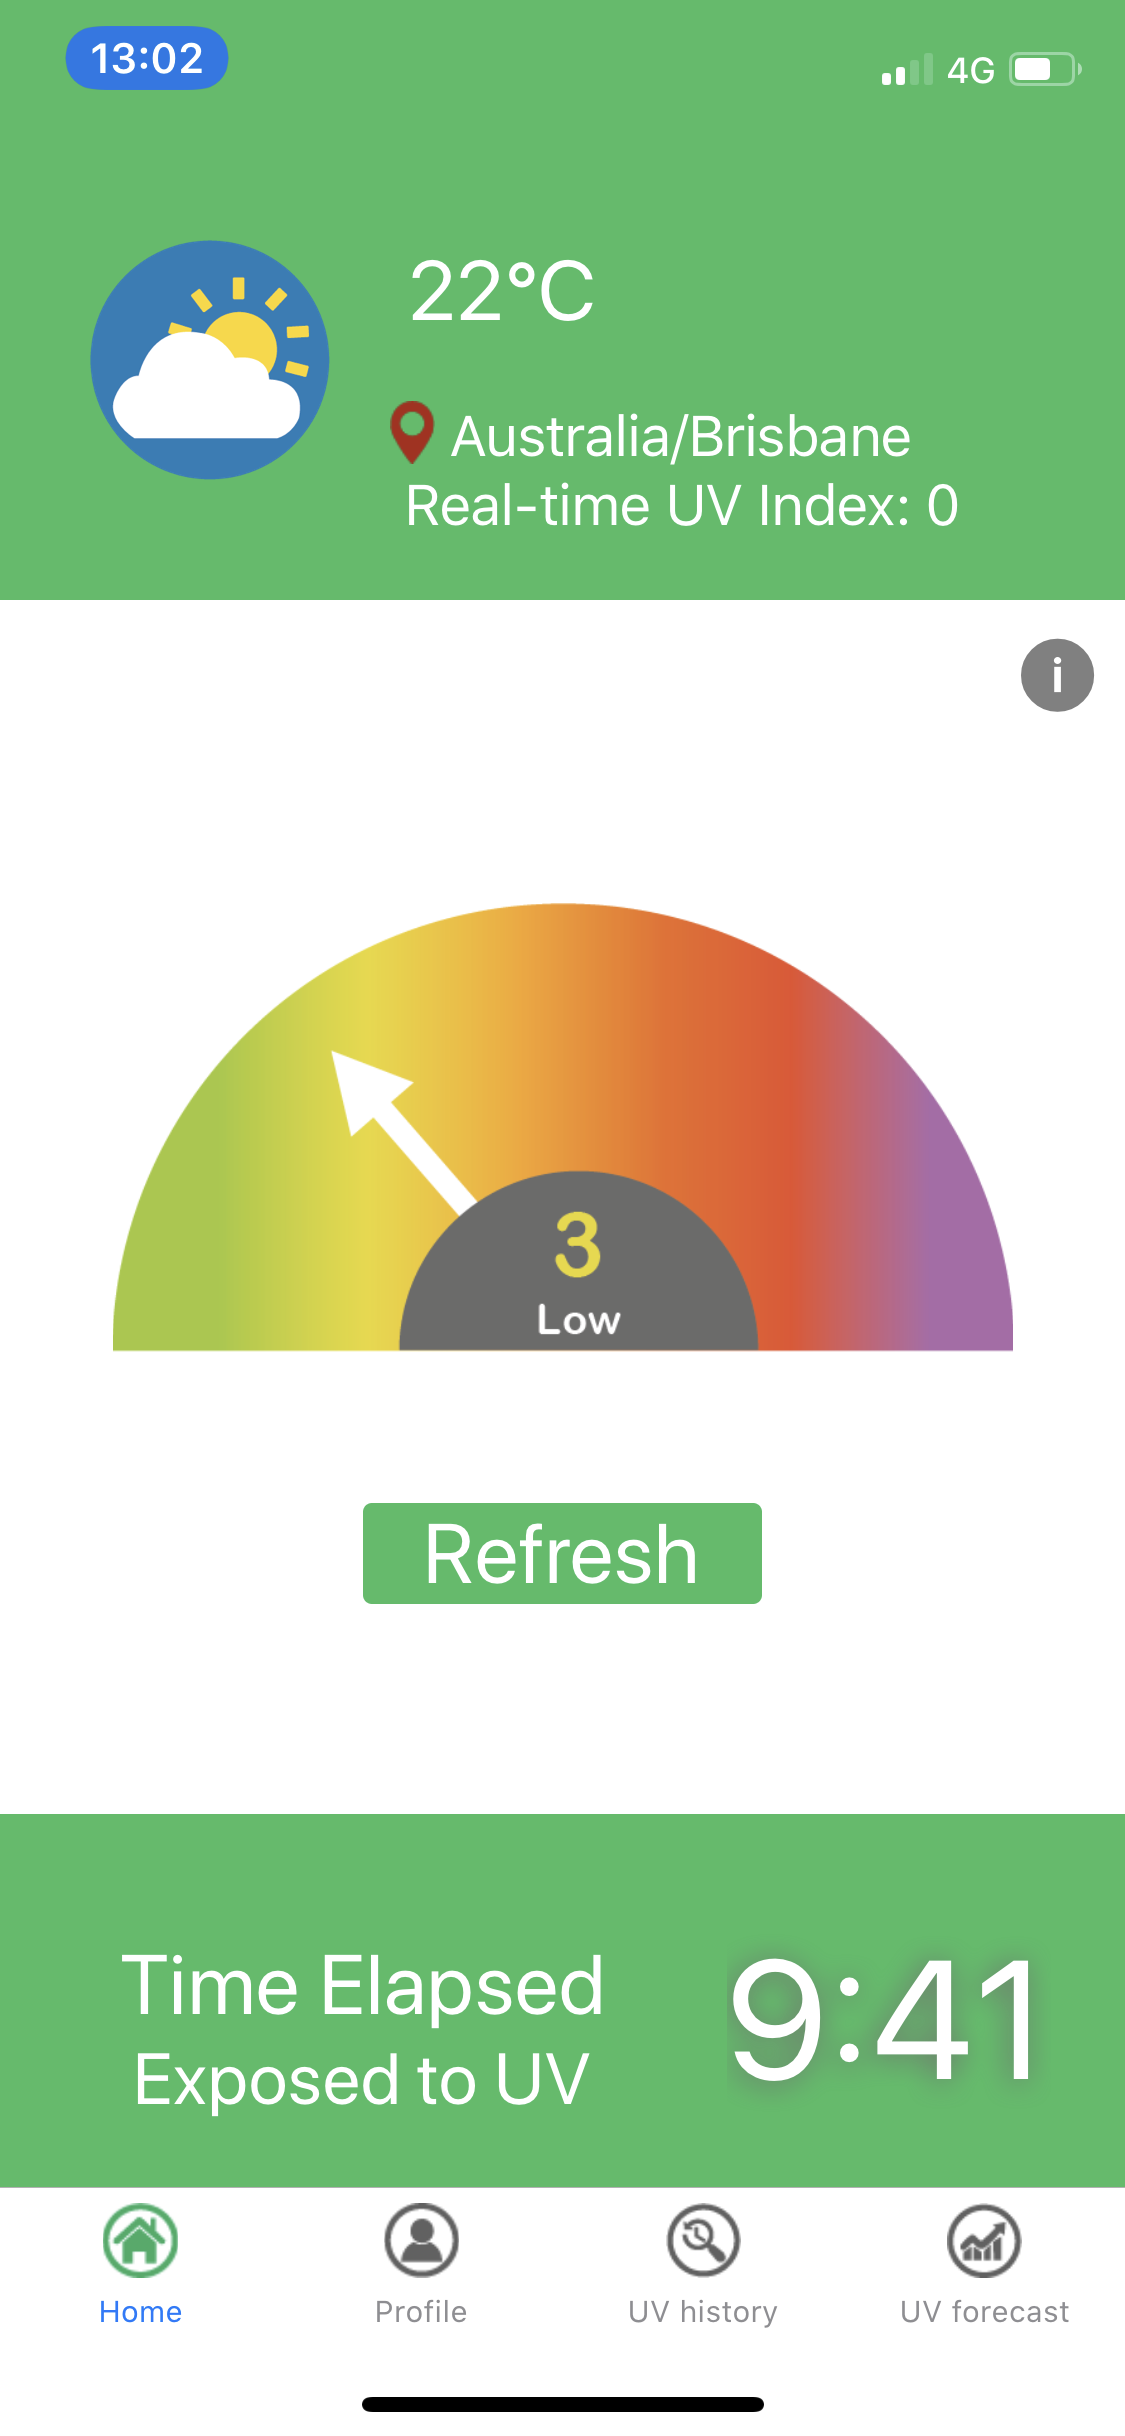 13:02
4G
22°C
Australia/Brisbane
Real-time UV Index: 0
i
3
Low
Refresh
Time Elapsed
Exposed to UV
9:41
Home
Profile
UV history
UV forecast